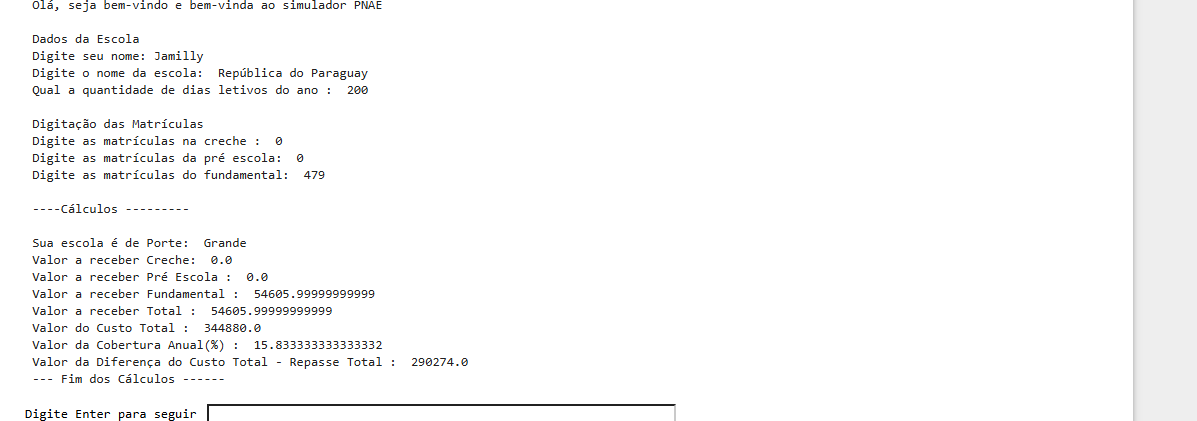 Olá, seja bem-vindo e bem-vinda ao simulador PNAE
Dados da Escola
Digite seu nome: Jamilly
Digite o nome da escola:  República do Paraguay
Qual a quantidade de dias letivos do ano :  200
Digitação das Matrículas
Digite as matrículas na creche :  0
Digite as matrículas da pré escola:  0
Digite as matrículas do fundamental:  479
----Cálculos ---------
Sua escola é de Porte:  Grande
Valor a receber Creche:  0.0
Valor a receber Pré Escola :  0.0
Valor a receber Fundamental :  54605.99999999999
Valor a receber Total :  54605.99999999999
Valor do Custo Total :  344880.0
Valor da Cobertura Anual(%) :  15.833333333333332
Valor da Diferença do Custo Total - Repasse Total :  290274.0
--- Fim dos Cálculos ------
Digite Enter para seguir